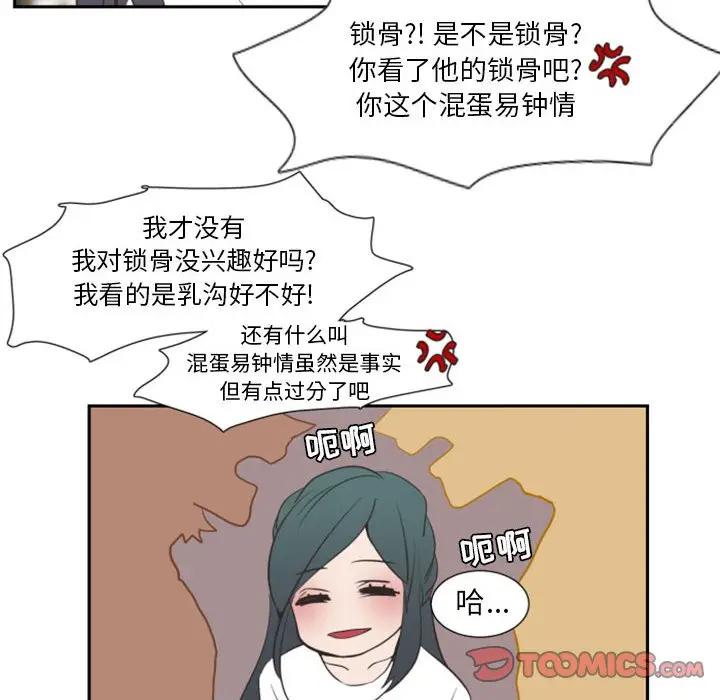 锁骨?! 是不是锁骨?
你看了他的锁骨吧?
你这个混蛋易钟情
我才没有
我对锁骨没兴趣好吗?
我看的是乳沟好不好!
还有什么叫
混蛋易钟情虽然是事实
但有点过分了吧
呃啊
呃啊
哈...
TOOMICS.COM